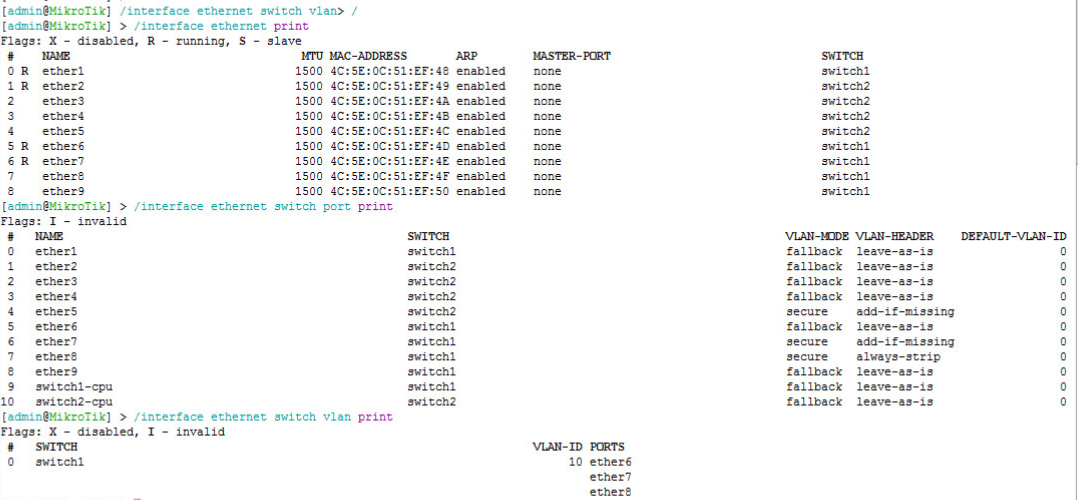 [admin@MikroTik] /interface ethernet switch vlan> /
[admin@MikroTik] > /interface ethernet print
Flags: X - disabled, R - running, S - slave
# NAME MTU MAC-ADDRESS ARP MASTER-PORT SWITCH
0 R ether1 1500 4C:5E:0C:51:EF:48 enabled none switch1
1 R ether2 1500 4C:5E:0C:51:EF:49 enabled none switch2
2 ether3 1500 4C:5E:0C:51:EF:4A enabled none switch2
3 ether4 1500 4C:5E:0C:51:EF:4B enabled none switch2
4 ether5 1500 4C:5E:0C:51:EF:4C enabled none switch2
5 R ether6 1500 4C:5E:0C:51:EF:4D enabled none switch1
6 R ether7 1500 4C:5E:0C:51:EF:4E enabled none switch1
7 ether8 1500 4C:5E:0C:51:EF:4F enabled none switch1
8 ether9 1500 4C:5E:0C:51:EF:50 enabled none switch1
[admin@MikroTik] > /interface ethernet switch port print
Flags: I - invalid
# NAME SWITCH VLAN-MODE VLAN-HEADER DEFAULT-VLAN-ID
0 ether1 switch1 fallback leave-as-is 0
1 ether2 switch2 fallback leave-as-is 0
2 ether3 switch2 fallback leave-as-is 0
3 ether4 switch2 fallback leave-as-is 0
4 ether5 switch2 secure add-if-missing 0
5 ether6 switch1 fallback leave-as-is 0
6 ether7 switch1 secure add-if-missing 0
7 ether8 switch1 secure always-strip 0
8 ether9 switch1 fallback leave-as-is 0
9 switch1-cpu switch1 fallback leave-as-is 0
10 switch2-cpu switch2 fallback leave-as-is 0
[admin@MikroTik] > /interface ethernet switch vlan print
Flags: X - disabled, I - invalid
# SWITCH VLAN-ID PORTS
0 switch1 10 ether6
ether7
ether8